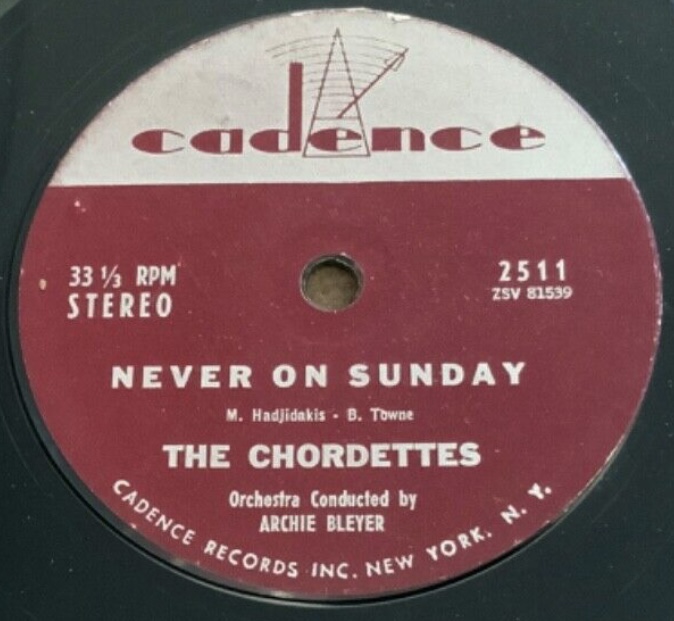 cadence
33 ⅓ RPM
STEREO
2511
ZSV 81539
NEVER ON SUNDAY
M. Hadjidakis - B. Towne
THE CHORDETTES
Orchestra Conducted by
ARCHIE BLEYER
CADENCE RECORDS INC. NEW YORK, N. Y.